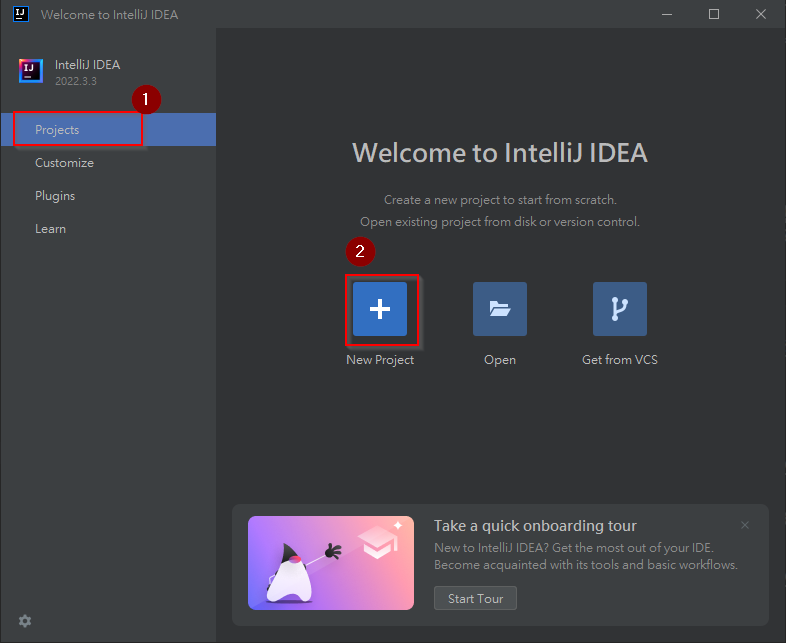 Welcome to IntelliJ IDEA
IntelliJ IDEA
2022.3.3
1
Projects
Customize
Plugins
Learn
Welcome to IntelliJ IDEA
Create a new project to start from scratch.
Open existing project from disk or version control.
2
New Project
Open
Get from VCS
Take a quick onboarding tour
New to IntelliJ IDEA? Get the most out of your IDE.
Become acquainted with its tools and basic workflows.
Start Tour